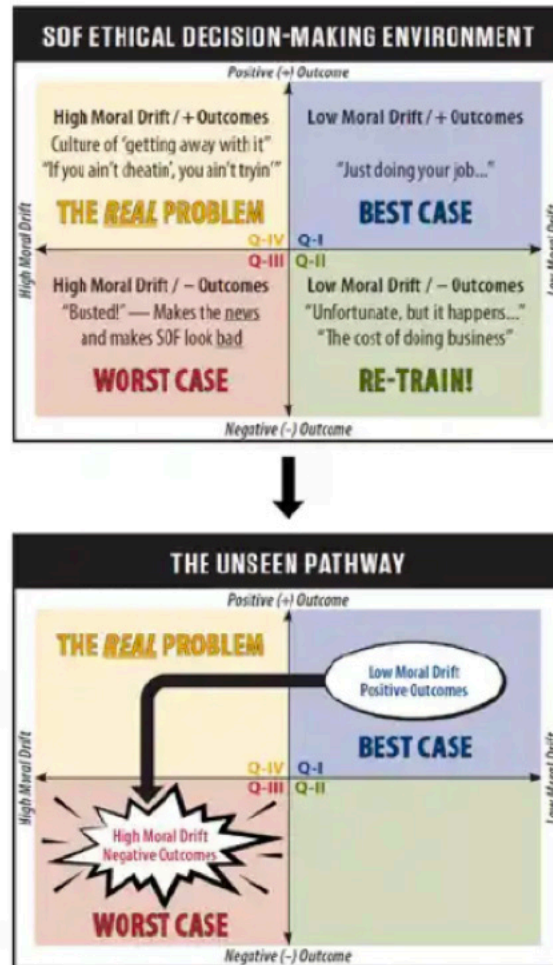 SOF ETHICAL DECISION-MAKING ENVIRONMENT
Positive (+) Outcome
High Moral Drift / + Outcomes
Culture of 'getting away with it"
"If you ain't cheatin', you ain't tryin'"
THE REAL PROBLEM
Low Moral Drift / + Outcomes
"Just doing your job..."
BEST CASE
High Moral Drift
Q-IV Q-I
Q-III Q-II
Low Moral Drift
High Moral Drift / – Outcomes
"Busted!" — Makes the news
and makes SOF look bad
WORST CASE
Low Moral Drift / – Outcomes
"Unfortunate, but it happens..."
"The cost of doing business"
RE-TRAIN!
Negative (–) Outcome
THE UNSEEN PATHWAY
Positive (+) Outcome
THE REAL PROBLEM
Low Moral Drift
Positive Outcomes
BEST CASE
High Moral Drift
Q-IV Q-I
Q-III Q-II
Low Moral Drift
High Moral Drift
Negative Outcomes
WORST CASE
Negative (–) Outcome